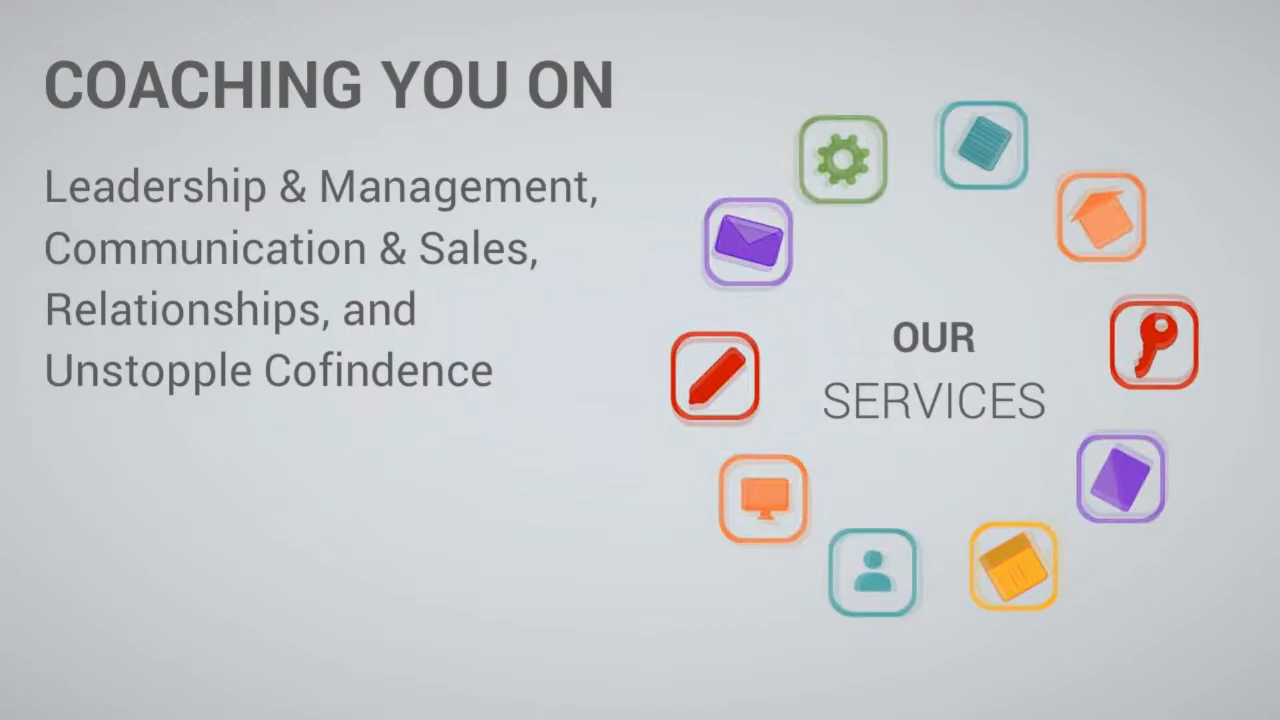 COACHING YOU ON
Leadership & Management,
Communication & Sales,
Relationships, and
Unstopple Cofindence
OUR
SERVICES